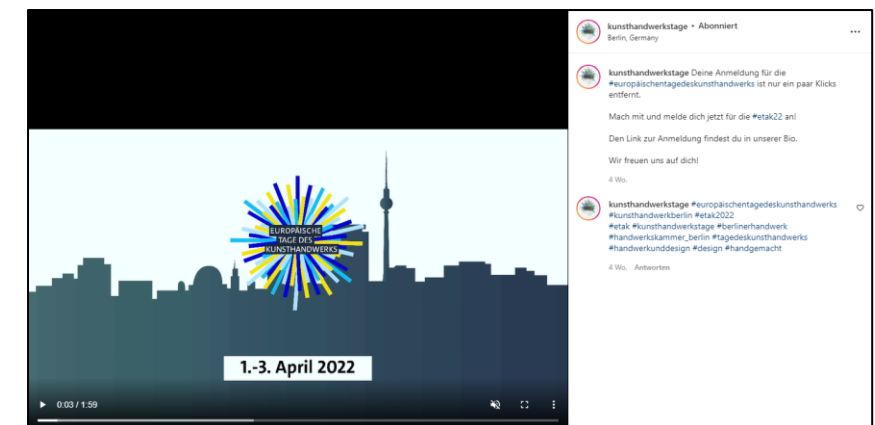 kunsthandwerkstage • Abonniert
Berlin, Germany
kunsthandwerkstage Deine Anmeldung für die
#europäischentagedeskunsthandwerks ist nur ein paar Klicks
entfernt.
Mach mit und melde dich jetzt für die #etak22 an!
Den Link zur Anmeldung findest du in unserer Bio.
Wir freuen uns auf dich!
4 Wo.
kunsthandwerkstage #europäischentagedeskunsthandwerks
#kunsthandwerkberlin #etak2022
#etak #kunsthandwerkstage #berlinerhandwerk
#handwerkskammer_berlin #tagedeskunsthandwerks
#handwerkunddesign #design #handgemacht
4 Wo. Antworten
EUROPÄISCHE
TAGE DES
KUNSTHANDWERKS
1.-3. April 2022
0:03 / 1:59